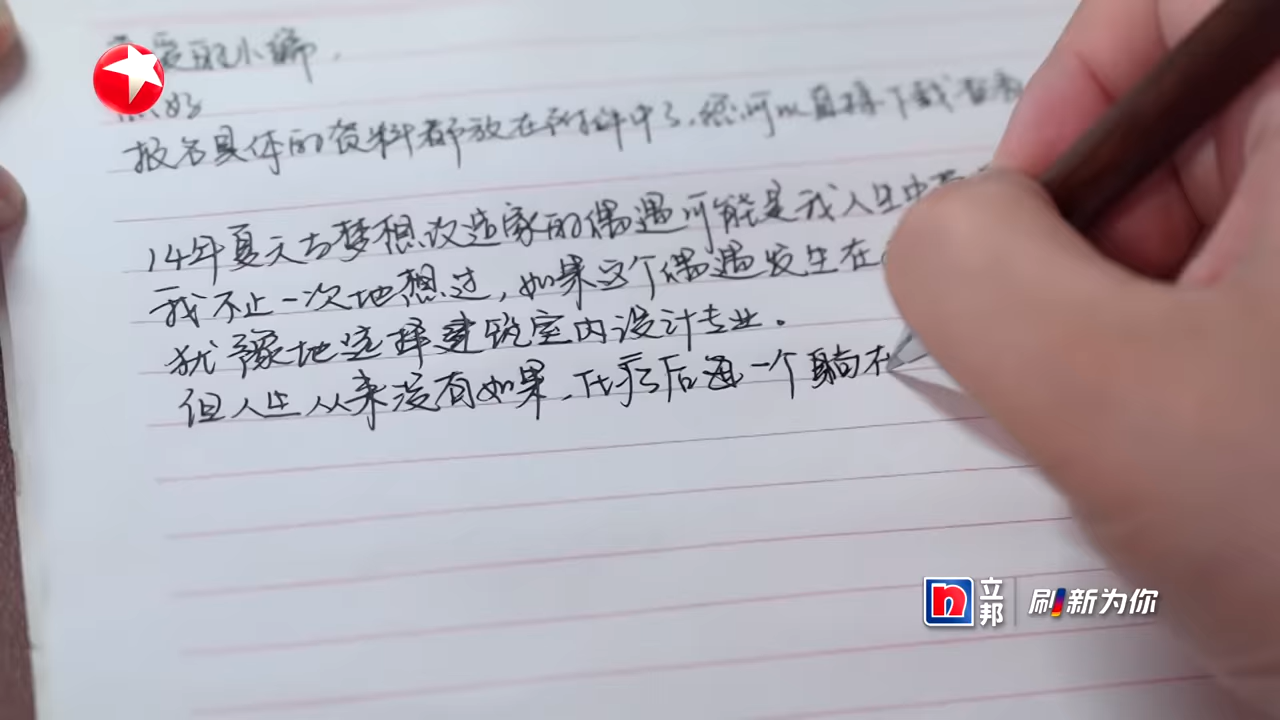 爱的小编，
你好
报名具体的资料都放在附件中了，您可以直接下载查看
14年夏天与梦想改造家的偶遇可能是我人生中
我不止一次地想过，如果这个偶遇发生在
犹豫地选择建筑室内设计专业。
但人生从来没有如果，化疗后每一个躺在
立邦
刷新为你